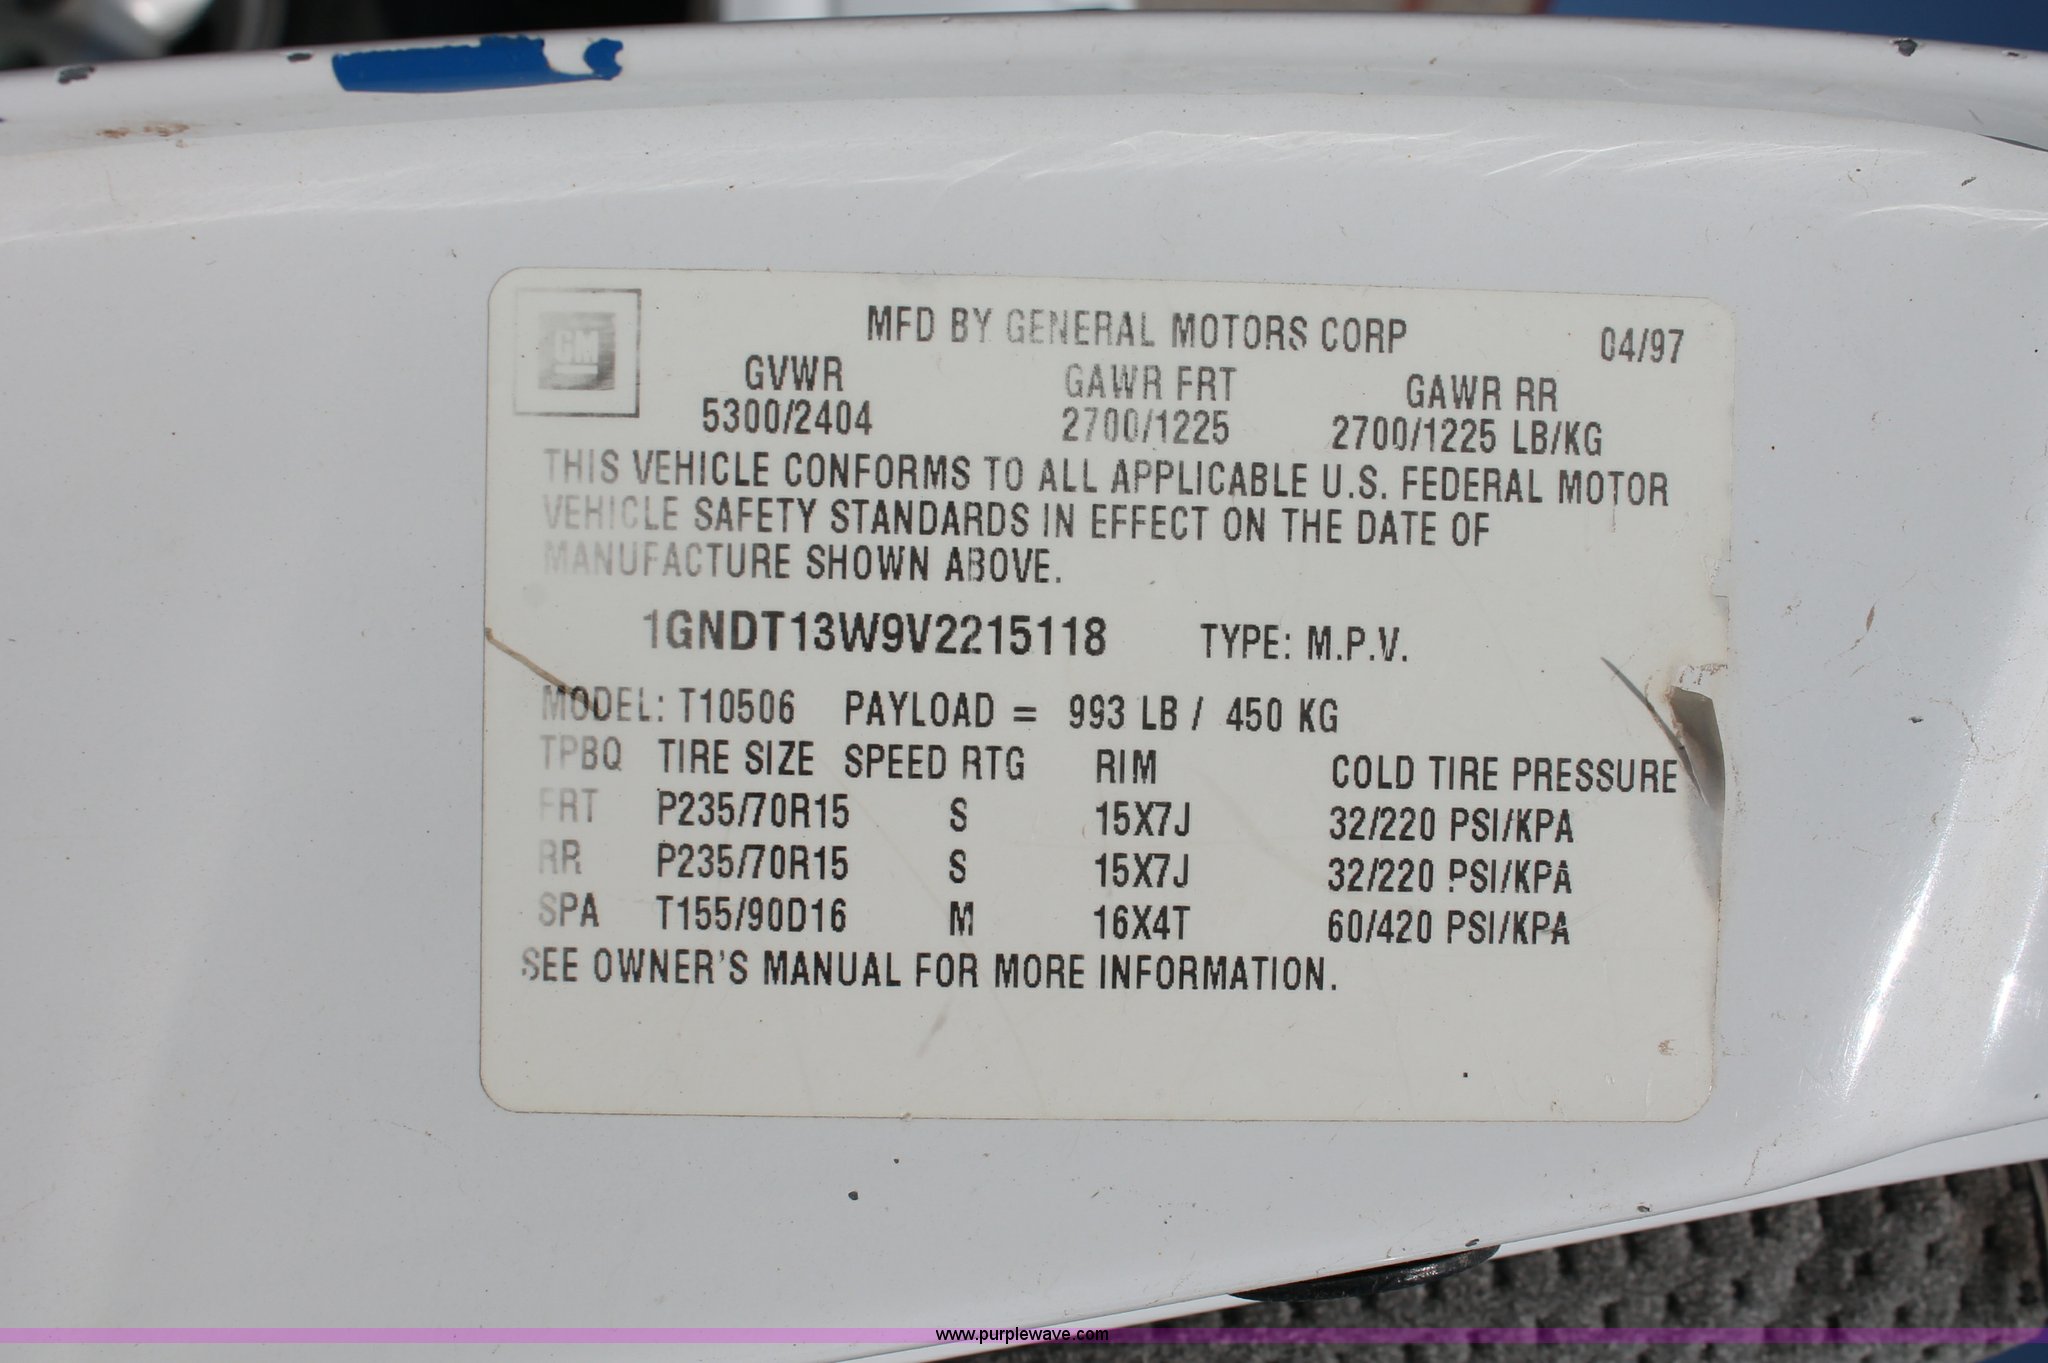 GM
MFD BY GENERAL MOTORS CORP 04/97
GVWR GAWR FRT GAWR RR
5300/2404 2700/1225 2700/1225 LB/KG
THIS VEHICLE CONFORMS TO ALL APPLICABLE U.S. FEDERAL MOTOR
VEHICLE SAFETY STANDARDS IN EFFECT ON THE DATE OF
MANUFACTURE SHOWN ABOVE.
1GNDT13W9V2215118 TYPE: M.P.V.
MODEL: T10506 PAYLOAD = 993 LB / 450 KG
TPBQ TIRE SIZE SPEED RTG RIM COLD TIRE PRESSURE
FRT P235/70R15 S 15X7J 32/220 PSI/KPA
RR P235/70R15 S 15X7J 32/220 PSI/KPA
SPA T155/90D16 M 16X4T 60/420 PSI/KPA
SEE OWNER'S MANUAL FOR MORE INFORMATION.
www.purplewave.com